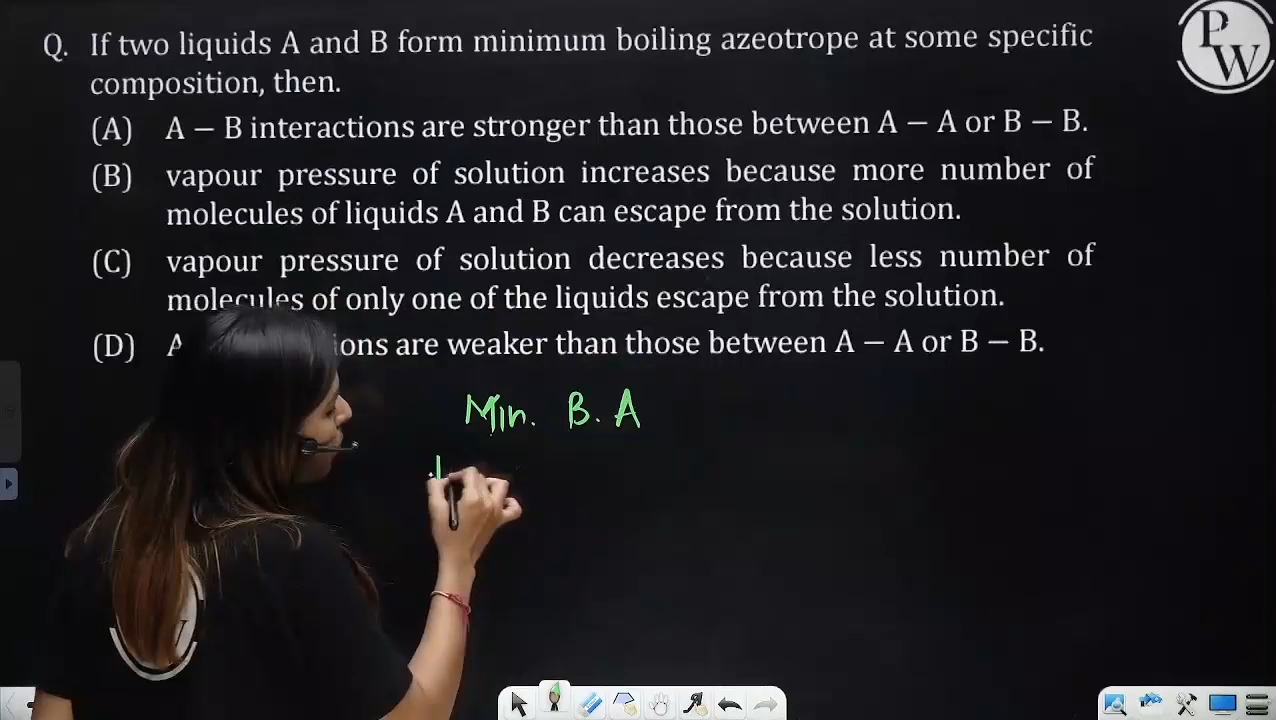 Q. If two liquids A and B form minimum boiling azeotrope at some specific
composition, then.
(A) A – B interactions are stronger than those between A – A or B – B.
(B) vapour pressure of solution increases because more number of
molecules of liquids A and B can escape from the solution.
(C) vapour pressure of solution decreases because less number of
molecules of only one of the liquids escape from the solution.
(D) A ions are weaker than those between A – A or B – B.
Min. B. A
PW